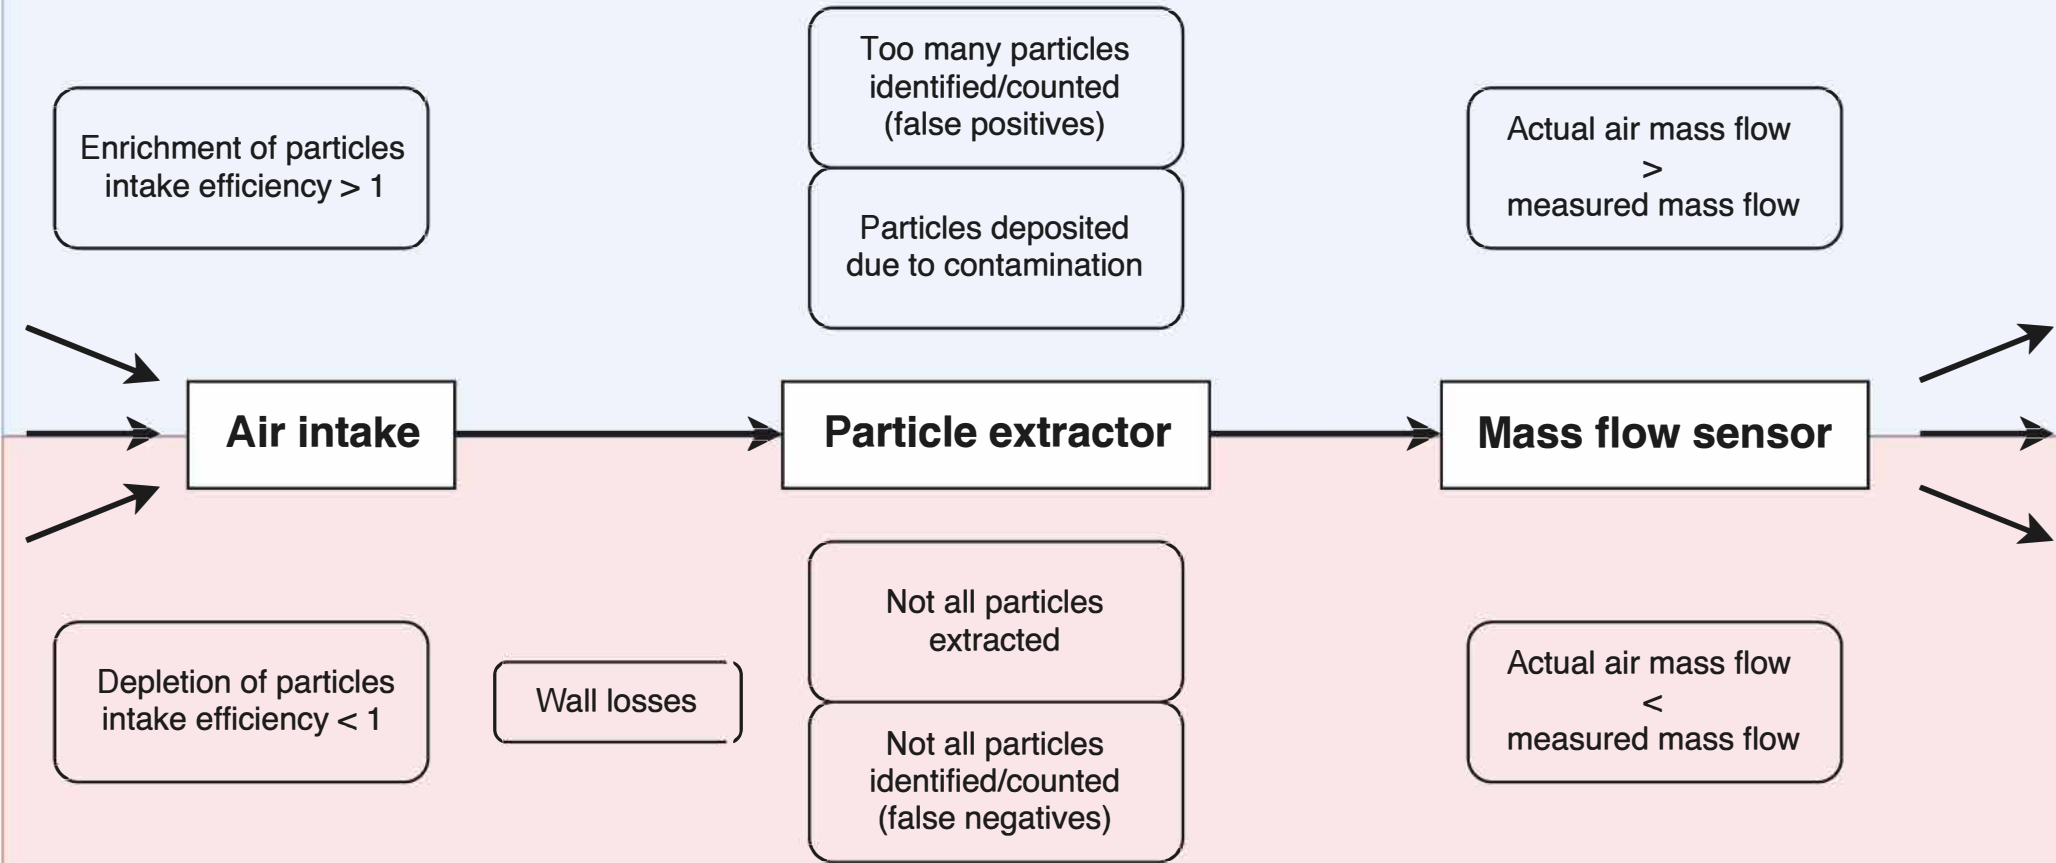 Too many particles
identified/counted
(false positives)
Enrichment of particles
intake efficiency > 1
Actual air mass flow
>
measured mass flow
Particles deposited
due to contamination
Air intake
Particle extractor
Mass flow sensor
Not all particles
extracted
Depletion of particles
intake efficiency < 1
Wall losses
Actual air mass flow
<
measured mass flow
Not all particles
identified/counted
(false negatives)